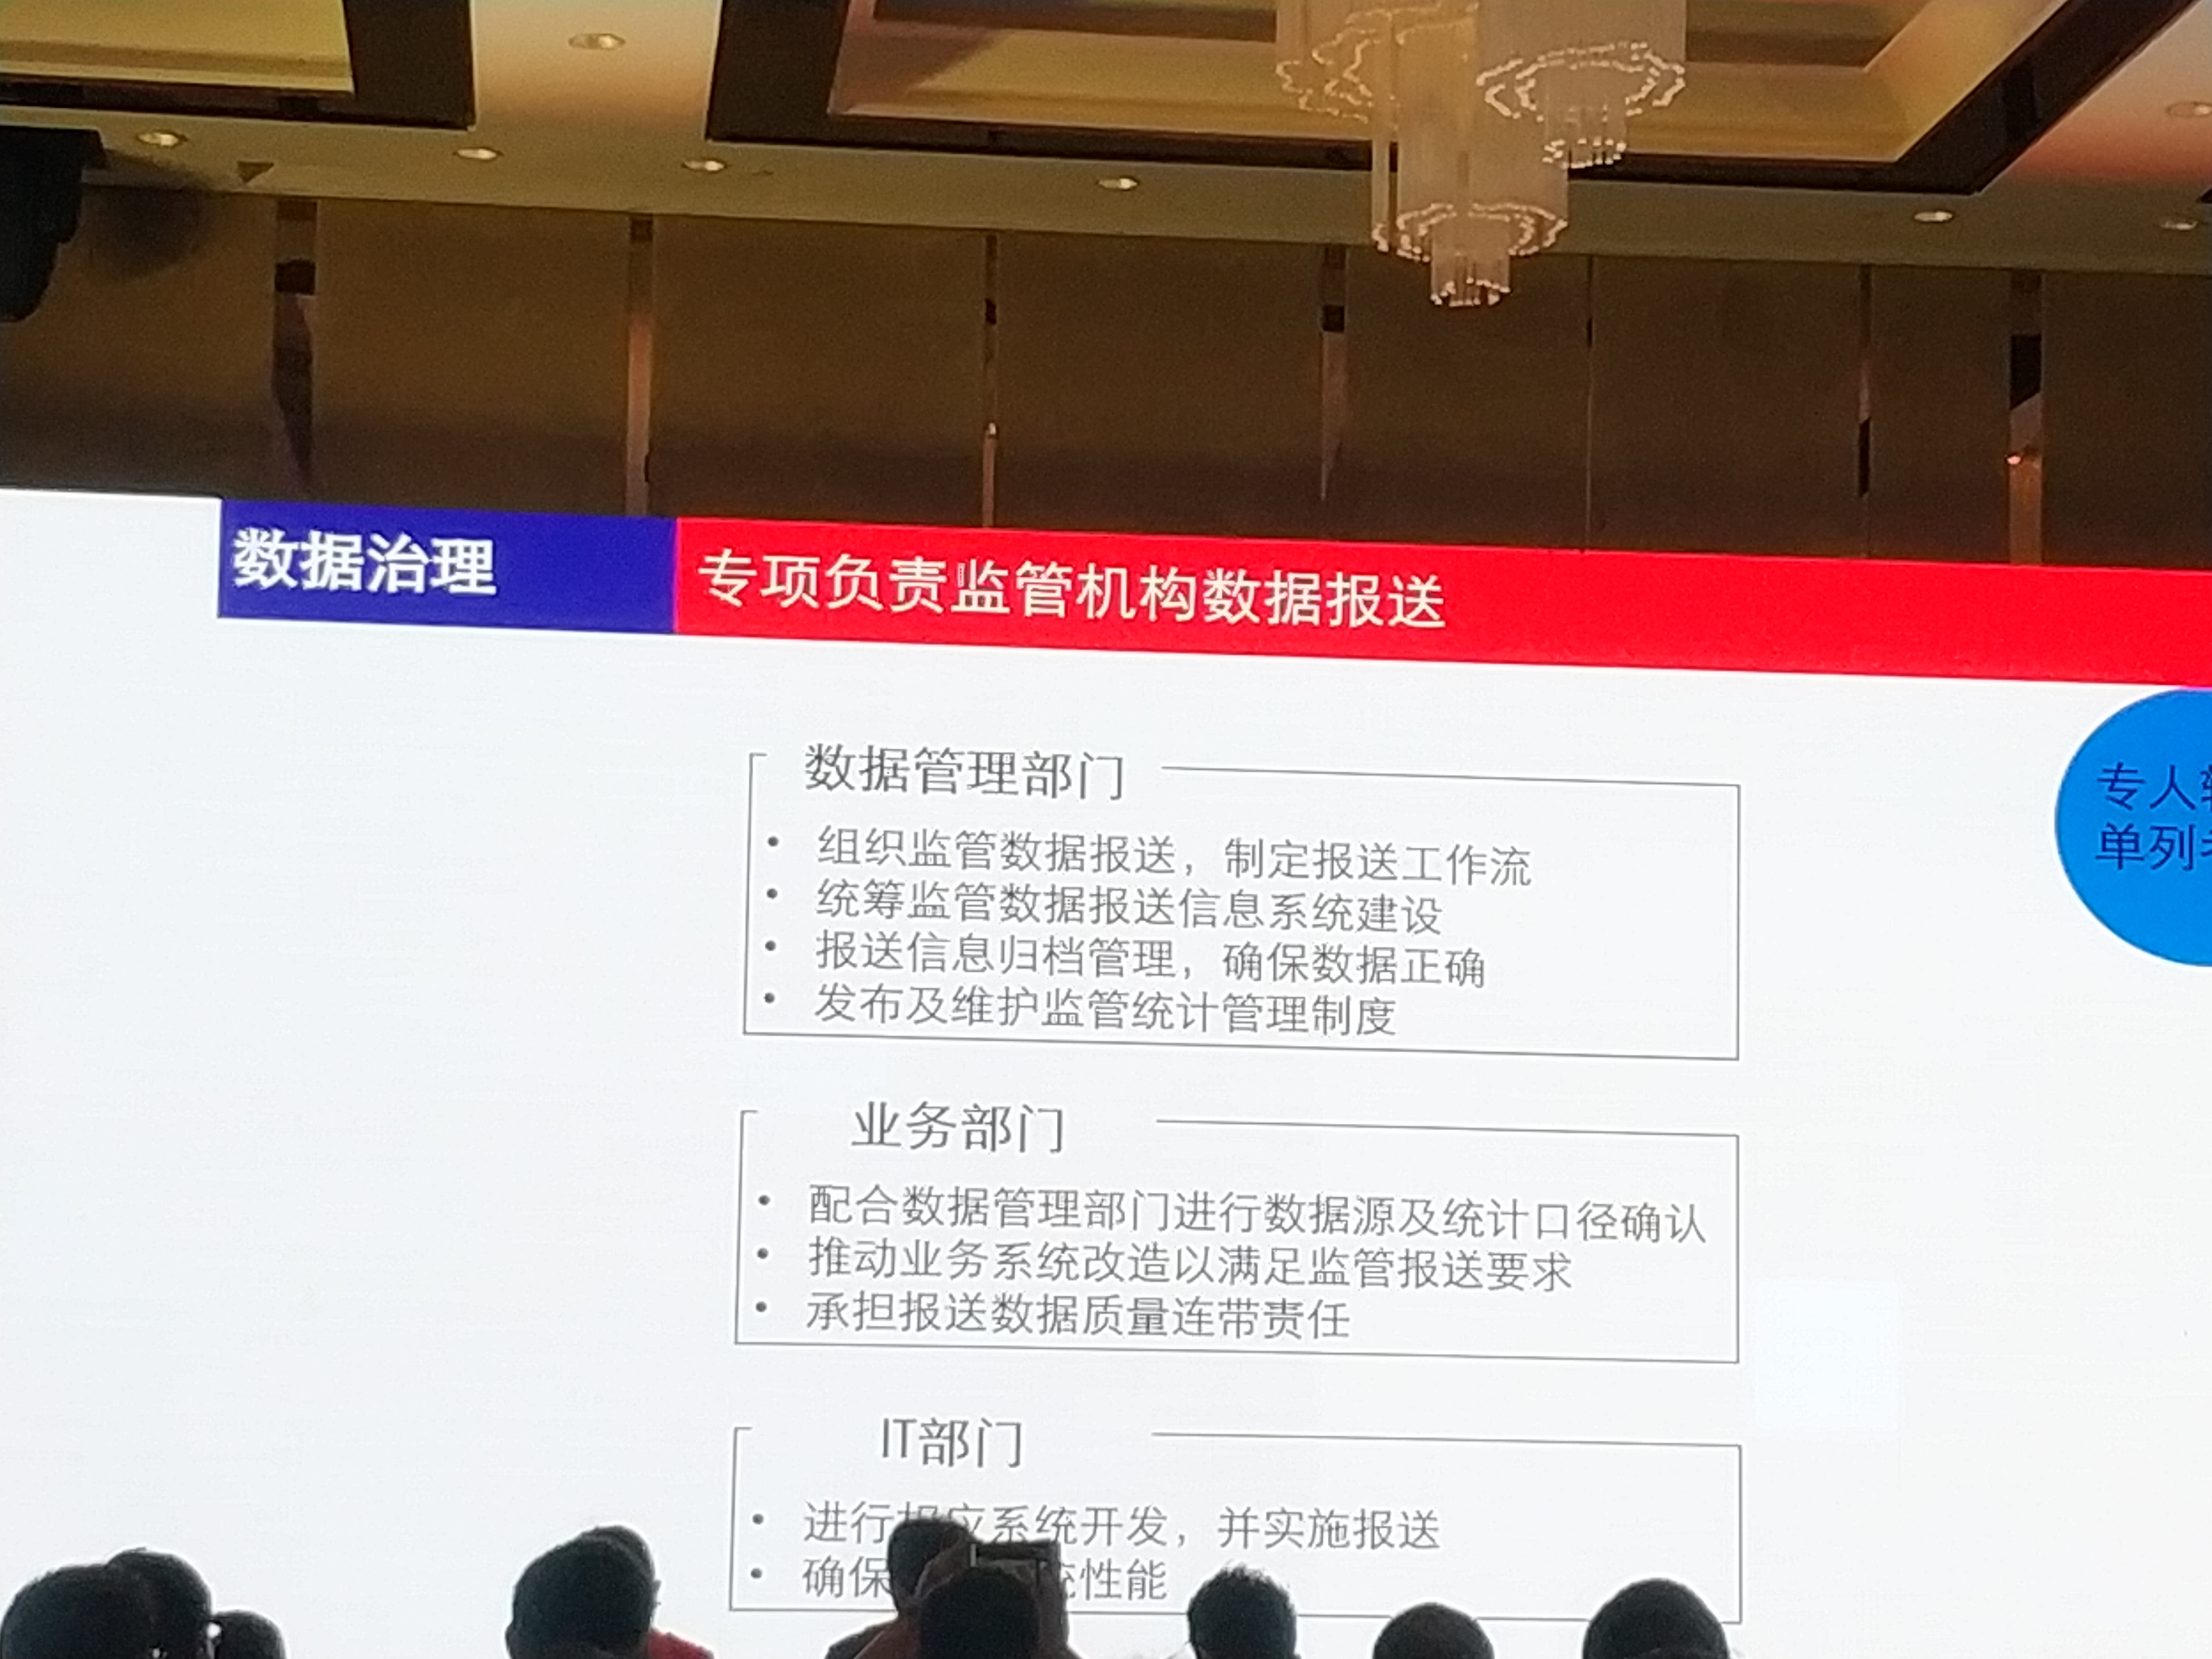 数据治理
专项负责监管机构数据报送
数据管理部门
• 组织监管数据报送，制定报送工作流
• 统筹监管数据报送信息系统建设
• 报送信息归档管理，确保数据正确
• 发布及维护监管统计管理制度
专人
单列
业务部门
• 配合数据管理部门进行数据源及统计口径确认
• 推动业务系统改造以满足监管报送要求
• 承担报送数据质量连带责任
IT部门
• 进行相应系统开发，并实施报送
• 确保 性能